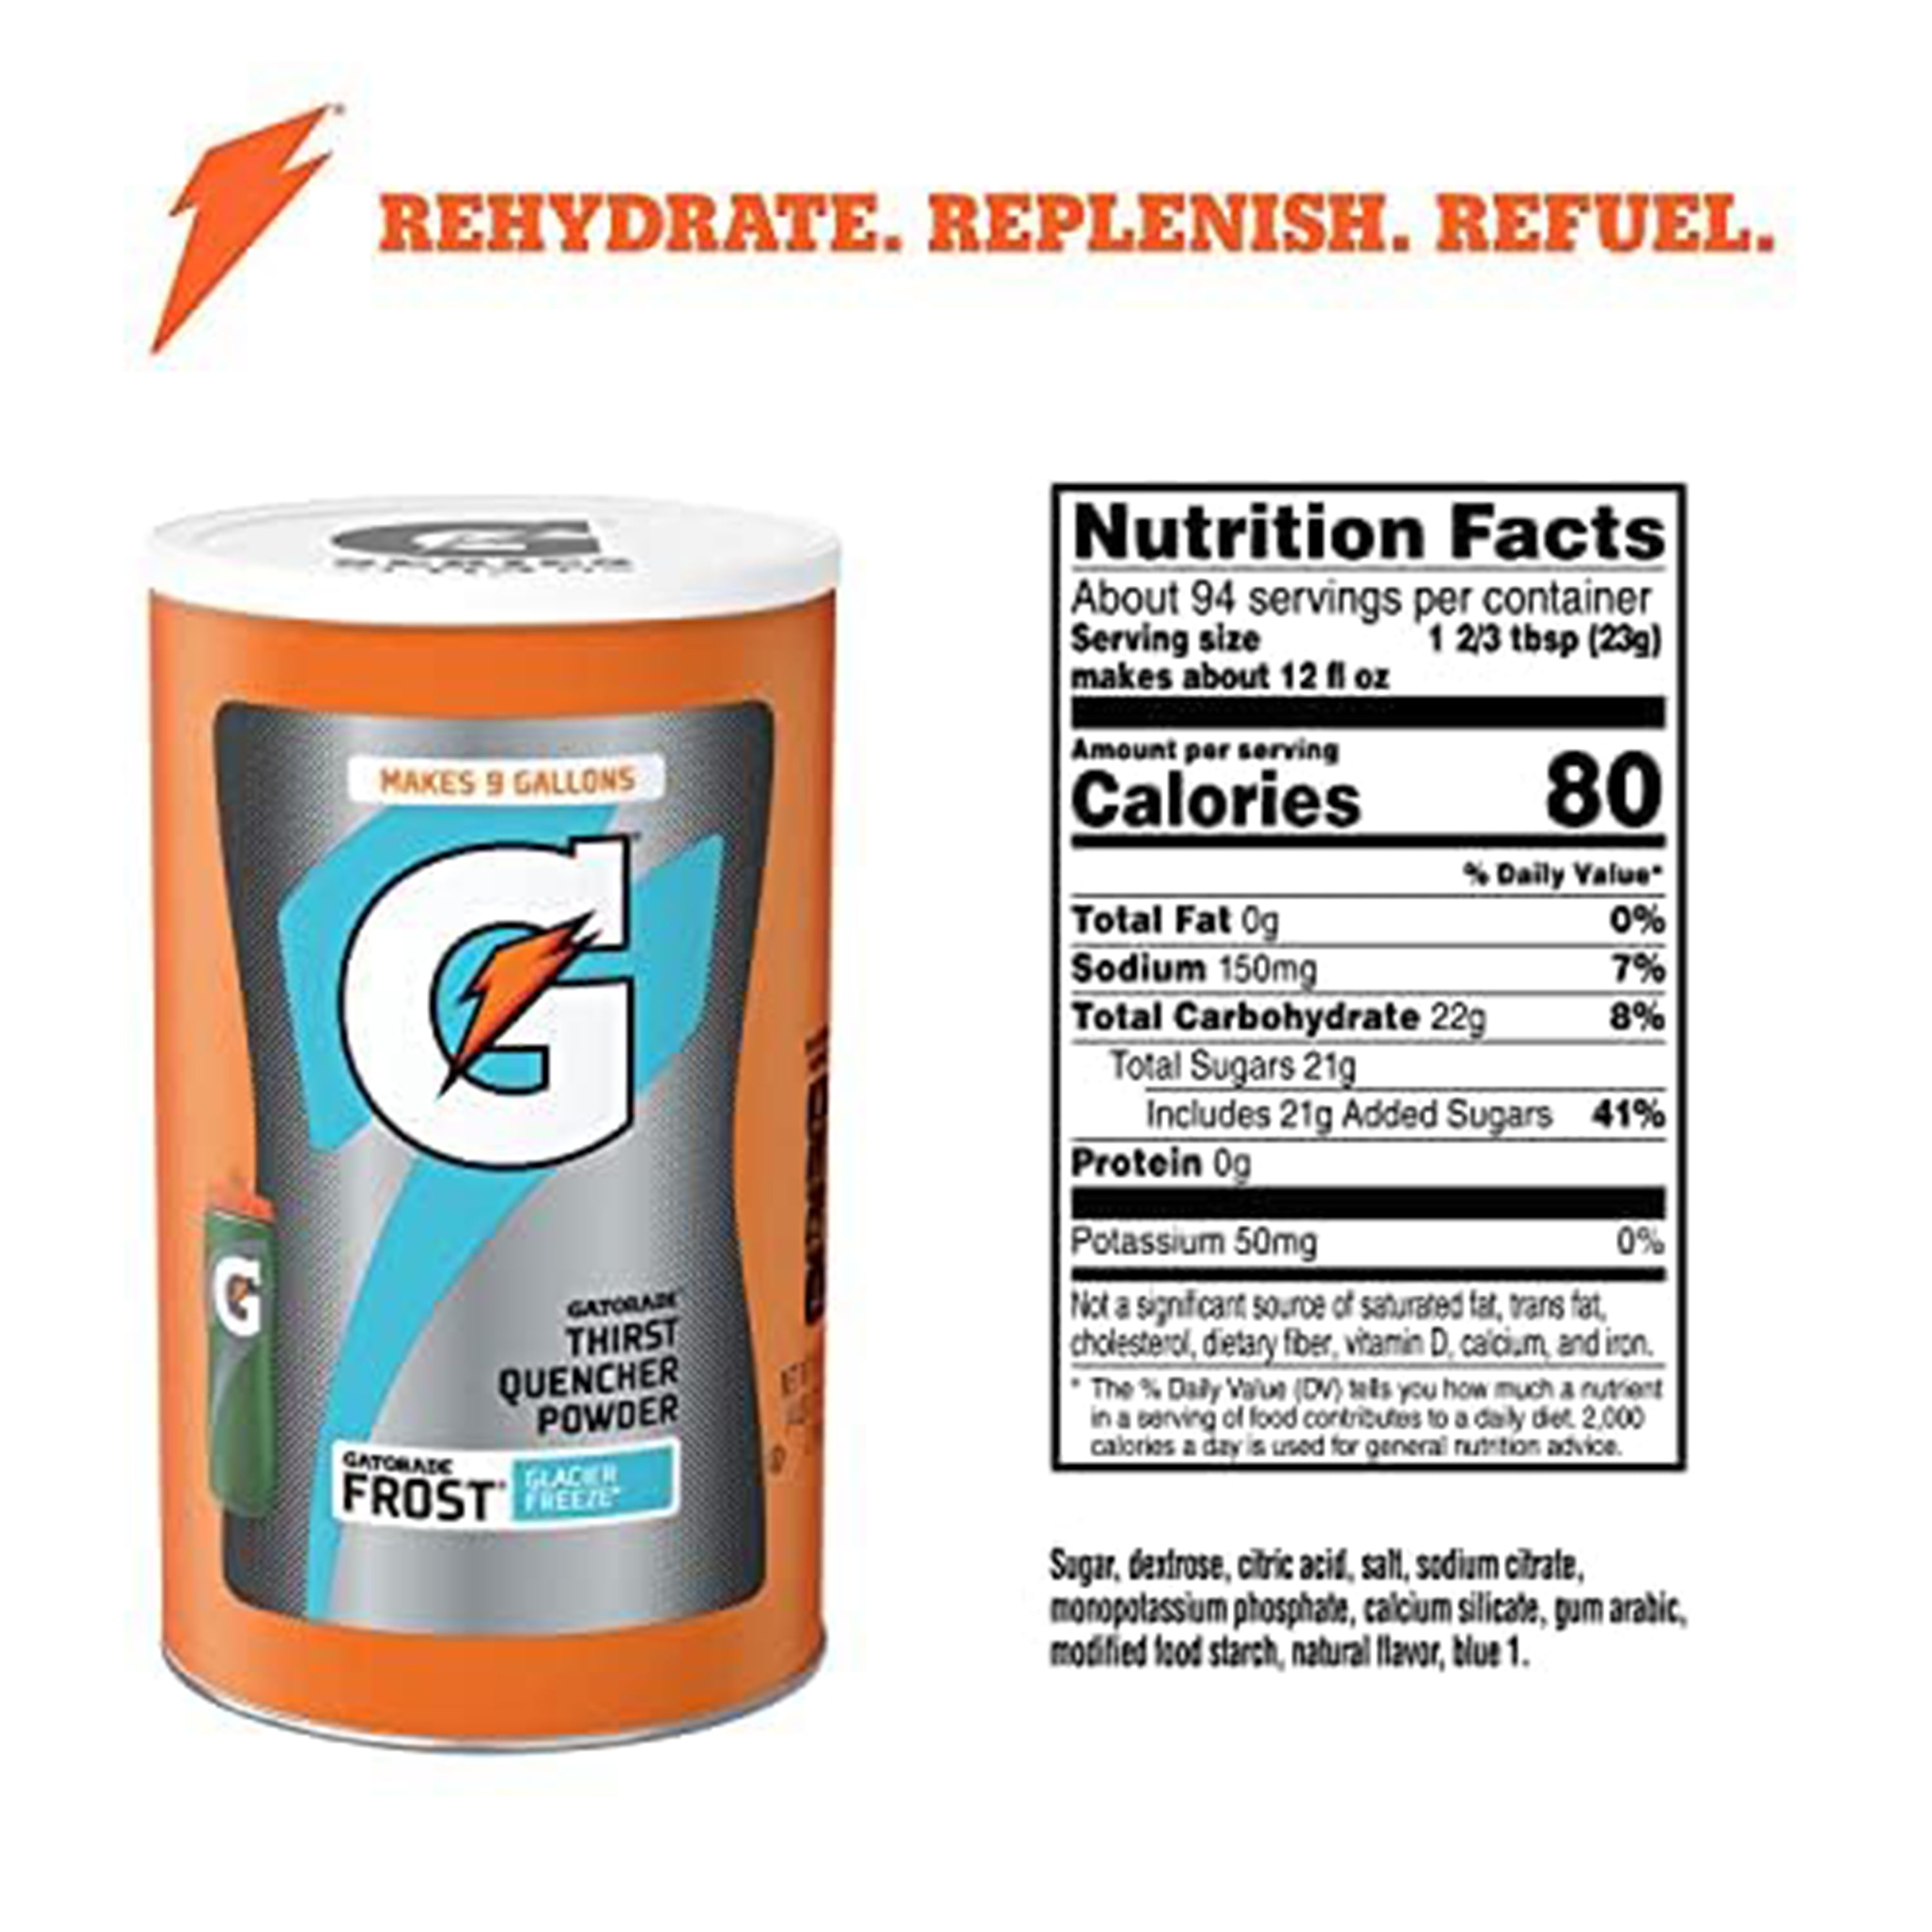 REHYDRATE. REPLENISH. REFUEL.
MAKES 9 GALLONS
G
G
GATORADE
THIRST
QUENCHER
POWDER
GATORADE
FROST
GLACIER
FREEZE
Nutrition Facts
About 94 servings per container
Serving size 1 2/3 tbsp (23g)
makes about 12 fl oz
Amount per serving
Calories 80
% Daily Value*
Total Fat 0g 0%
Sodium 150mg 7%
Total Carbohydrate 22g 8%
Total Sugars 21g
Includes 21g Added Sugars 41%
Protein 0g
Potassium 50mg 0%
Not a significant source of saturated fat, trans fat,
cholesterol, dietary fiber, vitamin D, calcium, and iron.
* The % Daily Value (DV) tells you how much a nutrient
in a serving of food contributes to a daily diet. 2,000
calories a day is used for general nutrition advice.
Sugar, dextrose, citric acid, salt, sodium citrate,
monopotassium phosphate, calcium silicate, gum arabic,
modified food starch, natural flavor, blue 1.